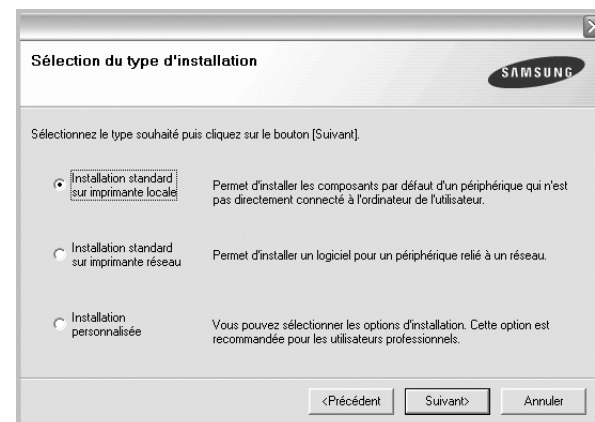 Sélection du type d'installation
SAMSUNG
Sélectionnez le type souhaité puis cliquez sur le bouton [Suivant].
Installation standard
sur imprimante locale
Permet d'installer les composants par défaut d'un périphérique qui n'est
pas directement connecté à l'ordinateur de l'utilisateur.
Installation standard
sur imprimante réseau
Permet d'installer un logiciel pour un périphérique relié à un réseau.
Installation
personnalisée
Vous pouvez sélectionner les options d'installation. Cette option est
recommandée pour les utilisateurs professionnels.
<Précédent
Suivant>
Annuler